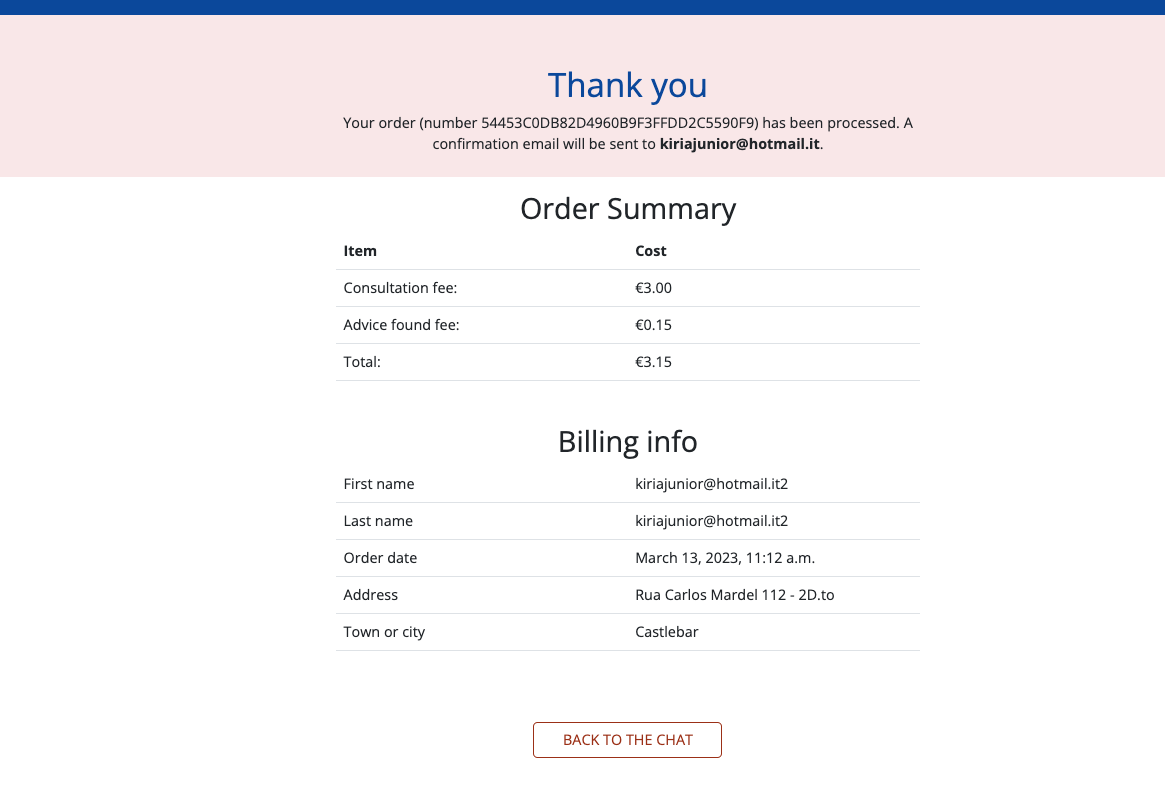 Thank you
Your order (number 54453C0DB82D4960B9F3FFDD2C5590F9) has been processed. A
confirmation email will be sent to kiriajunior@hotmail.it.
Order Summary
Item Cost
Consultation fee: €3.00
Advice found fee: €0.15
Total: €3.15
Billing info
First name kiriajunior@hotmail.it2
Last name kiriajunior@hotmail.it2
Order date March 13, 2023, 11:12 a.m.
Address Rua Carlos Mardel 112 - 2D.to
Town or city Castlebar
BACK TO THE CHAT